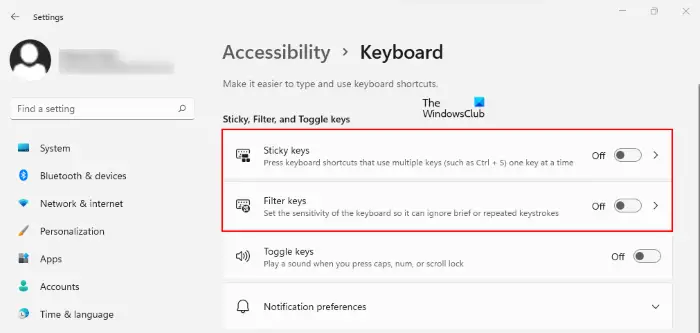 Settings
Accessibility > Keyboard
Make it easier to type and use keyboard shortcuts.
Find a setting
The
WindowsClub
Sticky, Filter, and Toggle keys
System
Bluetooth & devices
Network & internet
Personalization
Apps
Accounts
Time & language
Sticky keys
Press keyboard shortcuts that use multiple keys (such as Ctrl + S) one key at a time
Off
Filter keys
Set the sensitivity of the keyboard so it can ignore brief or repeated keystrokes
Off
Toggle keys
Play a sound when you press caps, num, or scroll lock
Off
Notification preferences